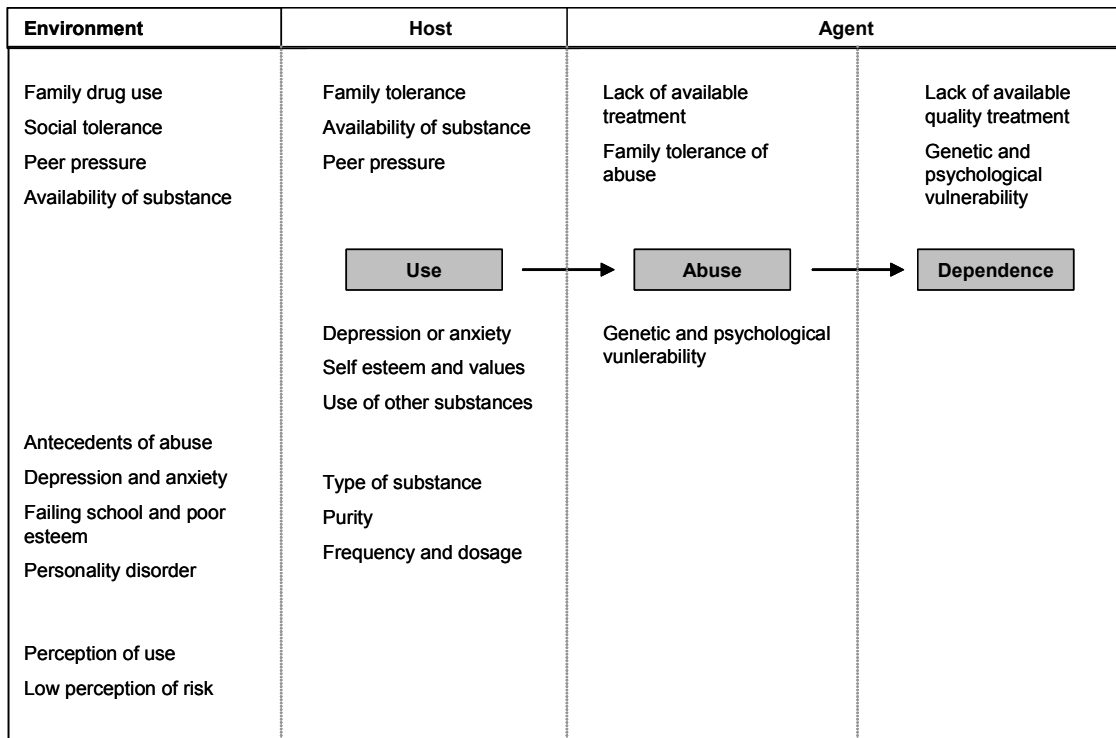 Environment
Host
Agent
Family drug use
Social tolerance
Peer pressure
Availability of substance
Antecedents of abuse
Depression and anxiety
Failing school and poor
esteem
Personality disorder
Perception of use
Low perception of risk
Family tolerance
Availability of substance
Peer pressure
Use
Depression or anxiety
Self esteem and values
Use of other substances
Type of substance
Purity
Frequency and dosage
Lack of available
treatment
Family tolerance of
abuse
Abuse
Genetic and psychological
vunlerability
Lack of available
quality treatment
Genetic and
psychological
vulnerability
Dependence